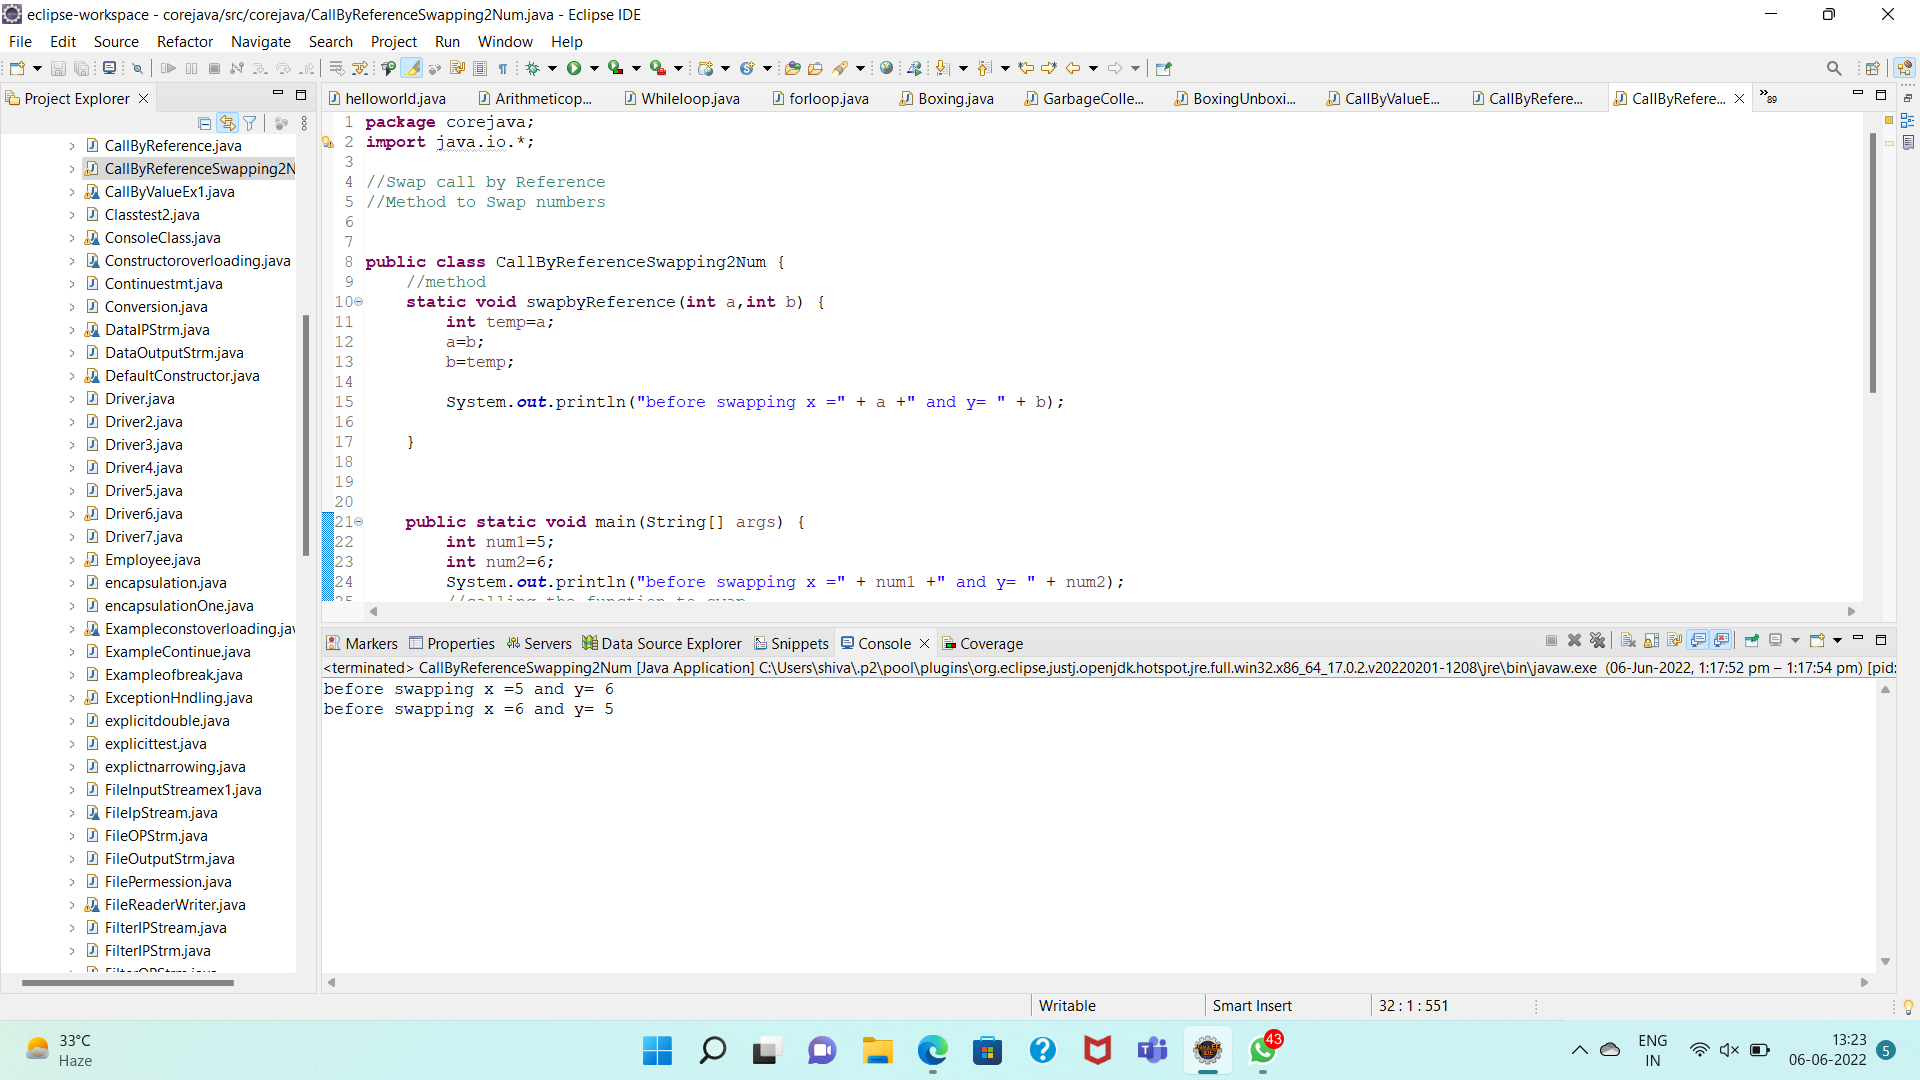 eclipse-workspace - corejava/src/corejava/CallByReferenceSwapping2Num.java - Eclipse IDE
File Edit Source Refactor Navigate Search Project Run Window Help
Project Explorer
helloworld.java Arithmeticop... Whileloop.java forloop.java Boxing.java GarbageColle... BoxingUnboxi... CallByValueE... CallByRefere... CallByRefere... »89
CallByReference.java
CallByReferenceSwapping2N
CallByValueEx1.java
Classtest2.java
ConsoleClass.java
Constructoroverloading.java
Continuestmt.java
Conversion.java
DataIPStrm.java
DataOutputStrm.java
DefaultConstructor.java
Driver.java
Driver2.java
Driver3.java
Driver4.java
Driver5.java
Driver6.java
Driver7.java
Employee.java
encapsulation.java
encapsulationOne.java
Exampleconstoverloading.jav
ExampleContinue.java
Exampleofbreak.java
ExceptionHndling.java
explicitdouble.java
explicittest.java
explictnarrowing.java
FileInputStreamex1.java
FileIpStream.java
FileOPStrm.java
FileOutputStrm.java
FilePermession.java
FileReaderWriter.java
FilterIPStream.java
FilterIPStrm.java
FilterOPStrm.java
1 package corejava;
2 import java.io.*;
3
4 //Swap call by Reference
5 //Method to Swap numbers
6
7
8 public class CallByReferenceSwapping2Num {
9 //method
10 static void swapbyReference(int a,int b) {
11 int temp=a;
12 a=b;
13 b=temp;
14
15 System.out.println("before swapping x =" + a +" and y= " + b);
16
17 }
18
19
20
21 public static void main(String[] args) {
22 int num1=5;
23 int num2=6;
24 System.out.println("before swapping x =" + num1 +" and y= " + num2);
25 //calling the function to swap
Markers Properties Servers Data Source Explorer Snippets Console Coverage
<terminated> CallByReferenceSwapping2Num [Java Application] C:\Users\shiva\.p2\pool\plugins\org.eclipse.justj.openjdk.hotspot.jre.full.win32.x86_64_17.0.2.v20220201-1208\jre\bin\javaw.exe (06-Jun-2022, 1:17:52 pm – 1:17:54 pm) [pid:
before swapping x =5 and y= 6
before swapping x =6 and y= 5
Writable Smart Insert 32 : 1 : 551
33°C
Haze
43
ENG
IN
13:23
06-06-2022
5